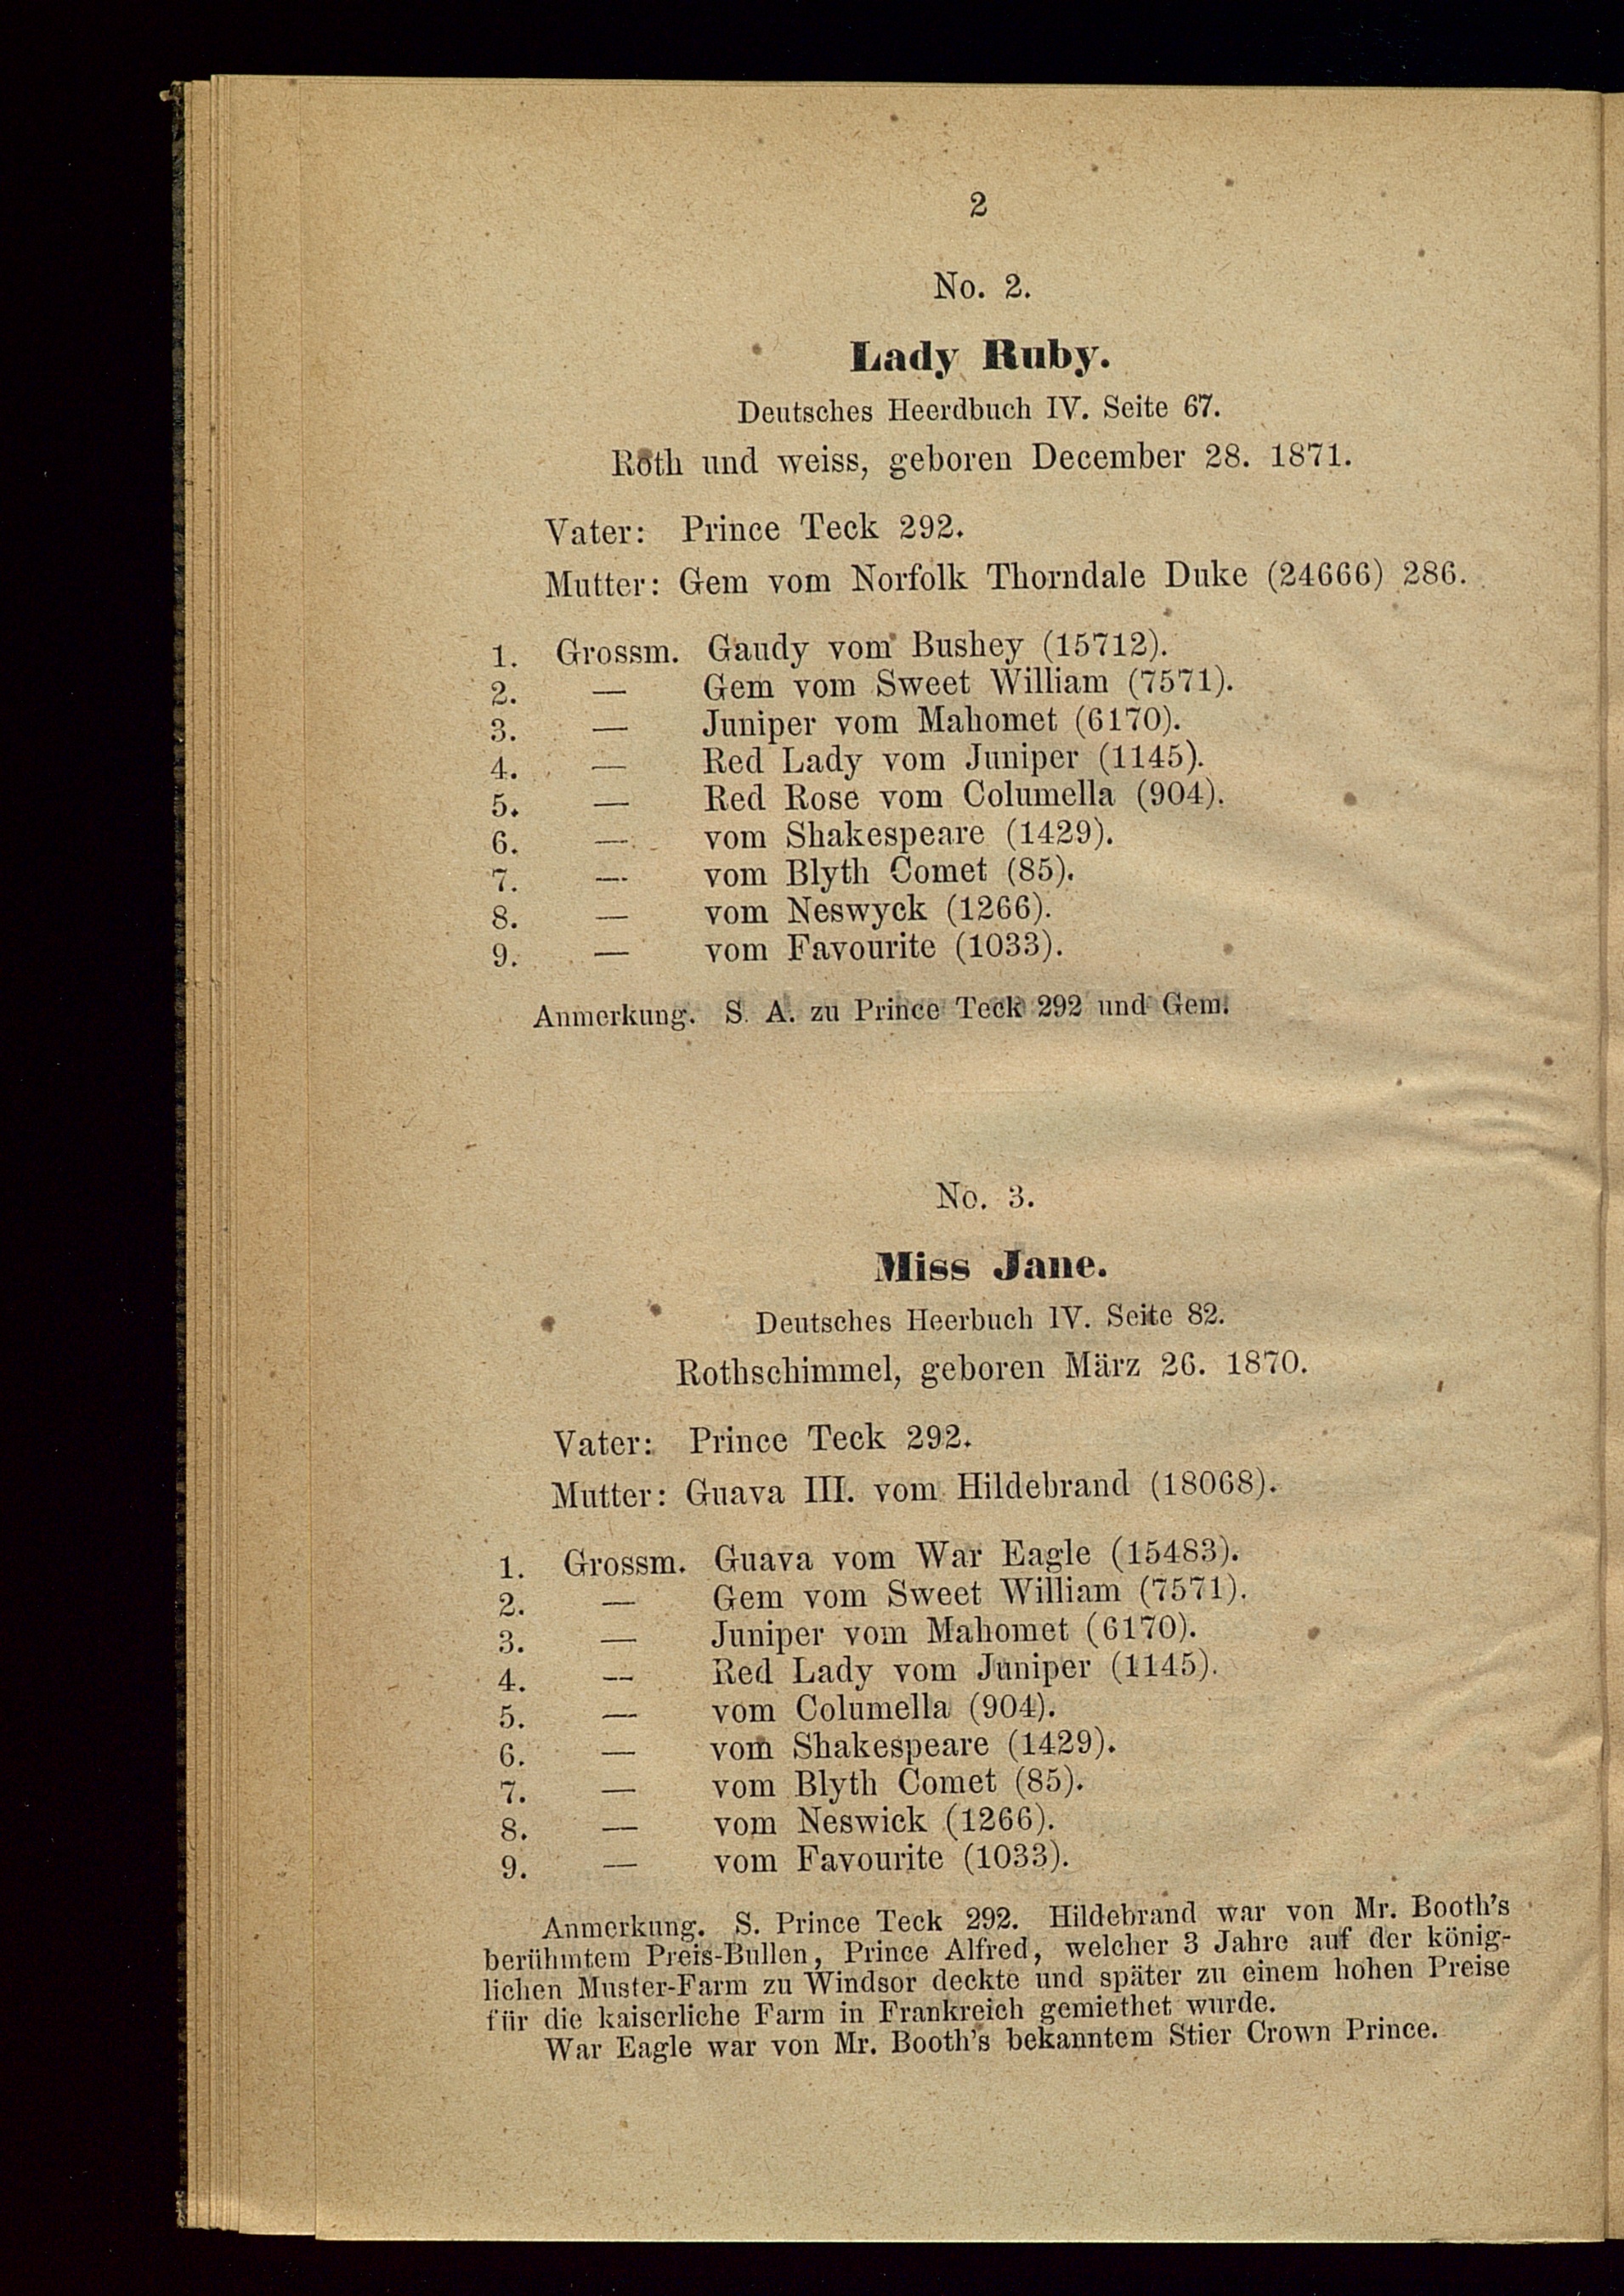 2
No. 2.
Lady Ruby.
Deutsches Heerdbuch IV. Seite 67.
Roth und weiss, geboren December 28. 1871.
Vater: Prince Teck 292.
Mutter: Gem vom Norfolk Thorndale Duke (24666) 286.
1. Grossm. Gaudy vom Bushey (15712).
2. — Gem vom Sweet William (7571).
3. — Juniper vom Mahomet (6170).
4. — Red Lady vom Juniper (1145).
5. — Red Rose vom Columella (904).
6. — vom Shakespeare (1429).
7. — vom Blyth Comet (85).
8. — vom Neswyck (1266).
9. — vom Favourite (1033).
Anmerkung. S. A. zu Prince Teck 292 und Gem.
No. 3.
Miss Jane.
Deutsches Heerbuch IV. Seite 82.
Rothschimmel, geboren März 26. 1870.
Vater: Prince Teck 292.
Mutter: Guava III. vom Hildebrand (18068).
1. Grossm. Guava vom War Eagle (15483).
2. — Gem vom Sweet William (7571).
3. — Juniper vom Mahomet (6170).
4. — Red Lady vom Juniper (1145).
5. — vom Columella (904).
6. — vom Shakespeare (1429).
7. — vom Blyth Comet (85).
8. — vom Neswick (1266).
9. — vom Favourite (1033).
Anmerkung. S. Prince Teck 292. Hildebrand war von Mr. Booth's
berühmtem Preis-Bullen, Prince Alfred, welcher 3 Jahre auf der könig-
lichen Muster-Farm zu Windsor deckte und später zu einem hohen Preise
für die kaiserliche Farm in Frankreich gemiethet wurde.
War Eagle war von Mr. Booth's bekanntem Stier Crown Prince.